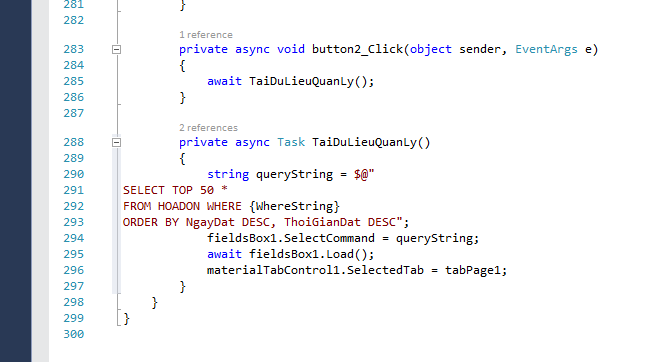 281 }
282
1 reference
283 private async void button2_Click(object sender, EventArgs e)
284 {
285 await TaiDuLieuQuanLy();
286 }
287
2 references
288 private async Task TaiDuLieuQuanLy()
289 {
290 string queryString = $@"
291 SELECT TOP 50 *
292 FROM HOADON WHERE {WhereString}
293 ORDER BY NgayDat DESC, ThoiGianDat DESC";
294 fieldsBox1.SelectCommand = queryString;
295 await fieldsBox1.Load();
296 materialTabControl1.SelectedTab = tabPage1;
297 }
298 }
299 }
300